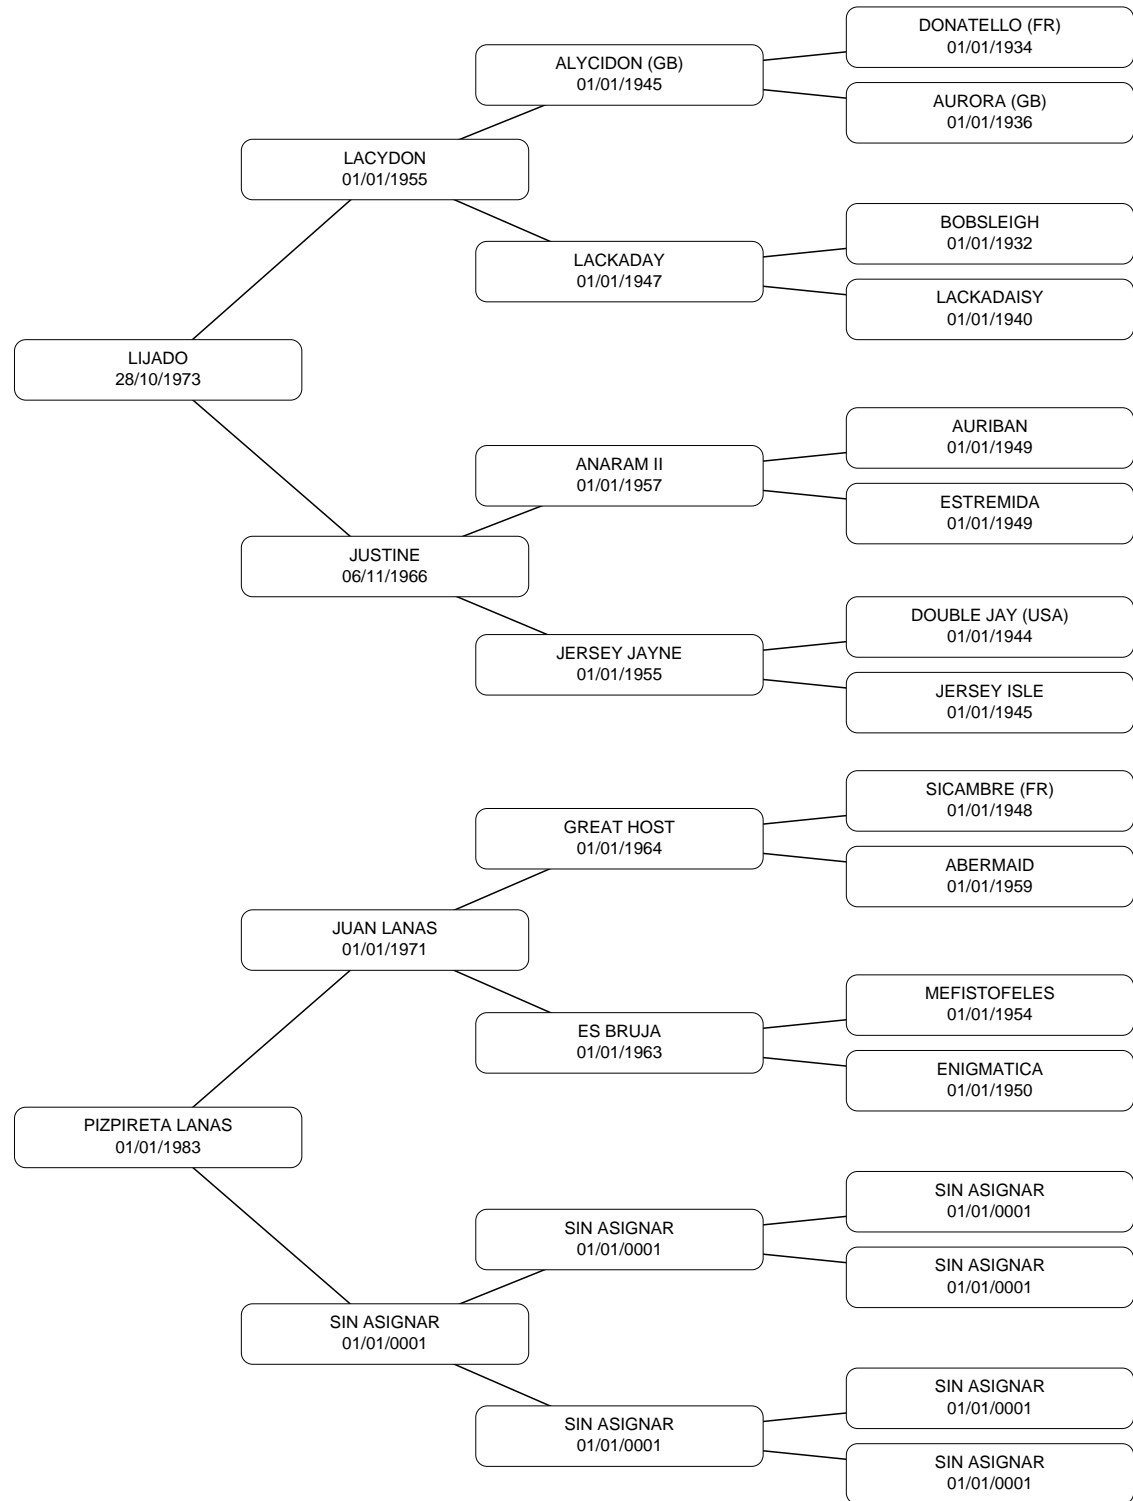 DONATELLO (FR)
01/01/1934
ALYCIDON (GB)
01/01/1945
AURORA (GB)
01/01/1936
LACYDON
01/01/1955
BOBSLEIGH
01/01/1932
LACKADAY
01/01/1947
LACKADAISY
01/01/1940
LIJADO
28/10/1973
AURIBAN
01/01/1949
ANARAM II
01/01/1957
ESTREMIDA
01/01/1949
JUSTINE
06/11/1966
DOUBLE JAY (USA)
01/01/1944
JERSEY JAYNE
01/01/1955
JERSEY ISLE
01/01/1945
SICAMBRE (FR)
01/01/1948
GREAT HOST
01/01/1964
ABERMAID
01/01/1959
JUAN LANAS
01/01/1971
MEFISTOFELES
01/01/1954
ES BRUJA
01/01/1963
ENIGMATICA
01/01/1950
PIZPIRETA LANAS
01/01/1983
SIN ASIGNAR
01/01/0001
SIN ASIGNAR
01/01/0001
SIN ASIGNAR
01/01/0001
SIN ASIGNAR
01/01/0001
SIN ASIGNAR
01/01/0001
SIN ASIGNAR
01/01/0001
SIN ASIGNAR
01/01/0001